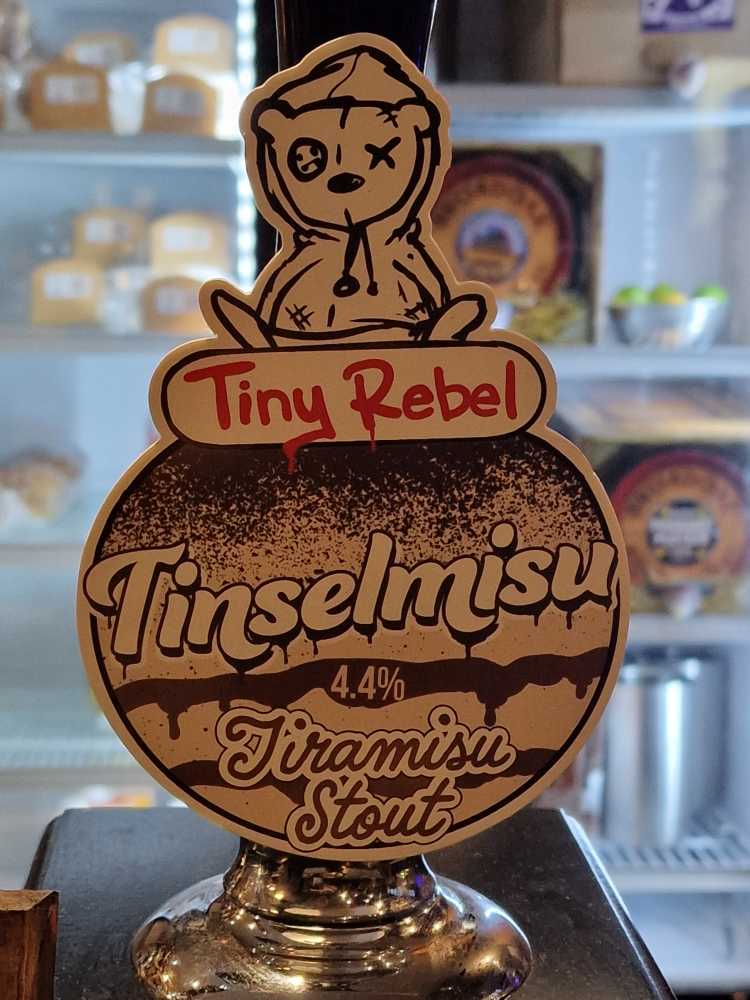 Tiny Rebel
Tinselmisu
4.4%
Tiramisu
Stout